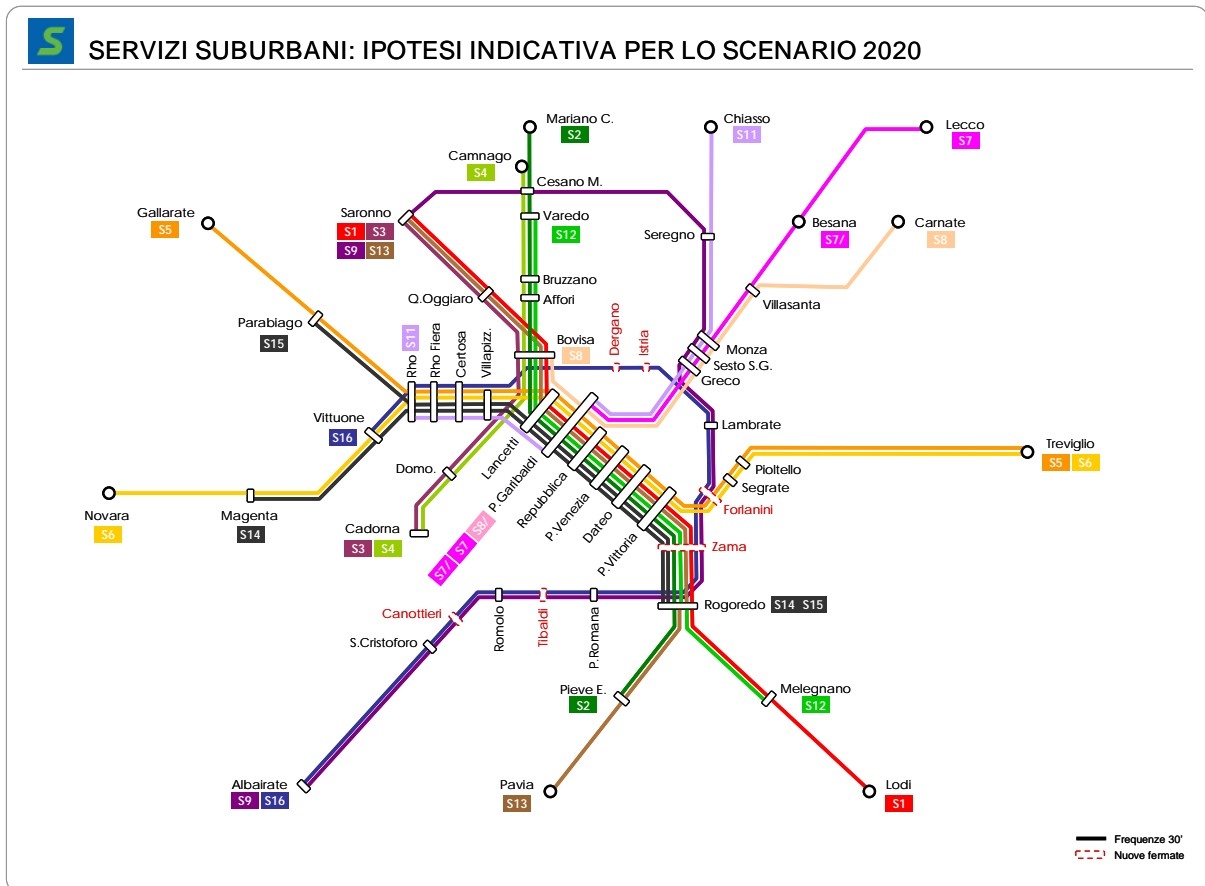 S
SERVIZI SUBURBANI: IPOTESI INDICATIVA PER LO SCENARIO 2020
Mariano C.
S2
Chiasso
S11
Lecco
S7
Camnago
S4
Cesano M.
Gallarate
S5
Saronno
S1 S3
S9 S13
Varedo
S12
Seregno
Besana
S7/
Carnate
S8
Bruzzano
Affori
Q.Oggiaro
Villasanta
Parabiago
S15
S11
Rho
Rho Fiera
Certosa
Villapizz.
Bovisa
S8
Dergano
Istria
Monza
Sesto S.G.
Greco
Vittuone
S16
Lambrate
Treviglio
S5 S6
Domo.
Lancetti
P.Garibaldi
S7/ S7 S8/
Repubblica
P.Venezia
Dateo
P.Vittoria
Pioltello
Segrate
Forlanini
Novara
S6
Magenta
S14
Cadorna
S3 S4
Zama
Canottieri
S.Cristoforo
Romolo
Tibaldi
P.Romana
Rogoredo S14 S15
Pieve E.
S2
Melegnano
S12
Albairate
S9 S16
Pavia
S13
Lodi
S1
Frequenze 30'
Nuove fermate